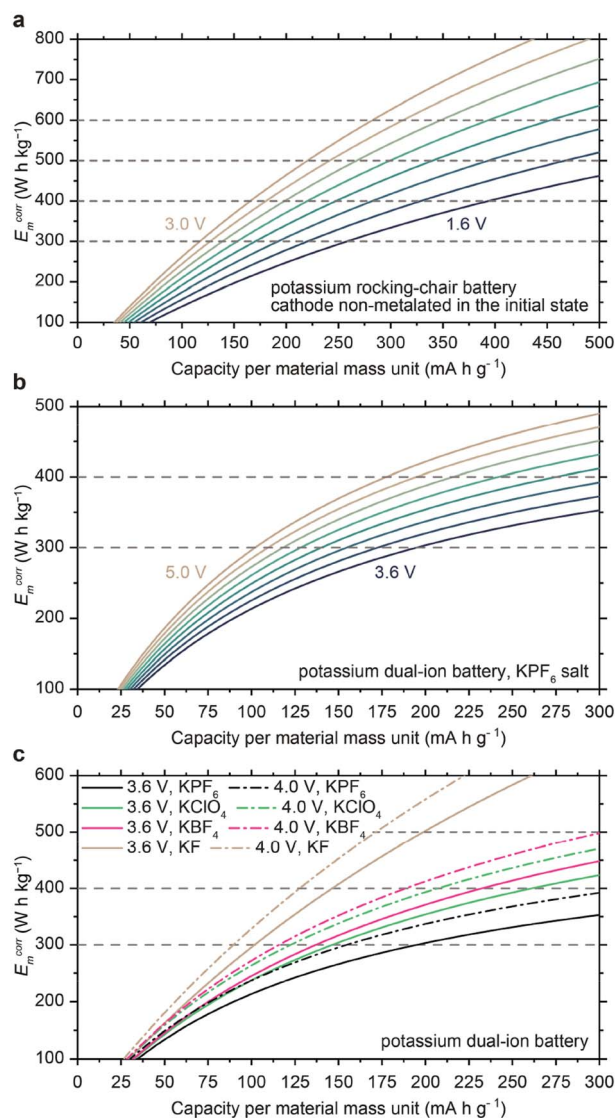 a
800
700
600
500
400
300
200
100
E_m^corr (W h kg⁻¹)
3.0 V
1.6 V
potassium rocking-chair battery
cathode non-metalated in the initial state
0 50 100 150 200 250 300 350 400 450 500
Capacity per material mass unit (mA h g⁻¹)
b
500
400
300
200
100
E_m^corr (W h kg⁻¹)
5.0 V
3.6 V
potassium dual-ion battery, KPF₆ salt
0 25 50 75 100 125 150 175 200 225 250 275 300
Capacity per material mass unit (mA h g⁻¹)
c
600
500
400
300
200
100
E_m^corr (W h kg⁻¹)
3.6 V, KPF₆ 4.0 V, KPF₆
3.6 V, KClO₄ 4.0 V, KClO₄
3.6 V, KBF₄ 4.0 V, KBF₄
3.6 V, KF 4.0 V, KF
potassium dual-ion battery
0 25 50 75 100 125 150 175 200 225 250 275 300
Capacity per material mass unit (mA h g⁻¹)